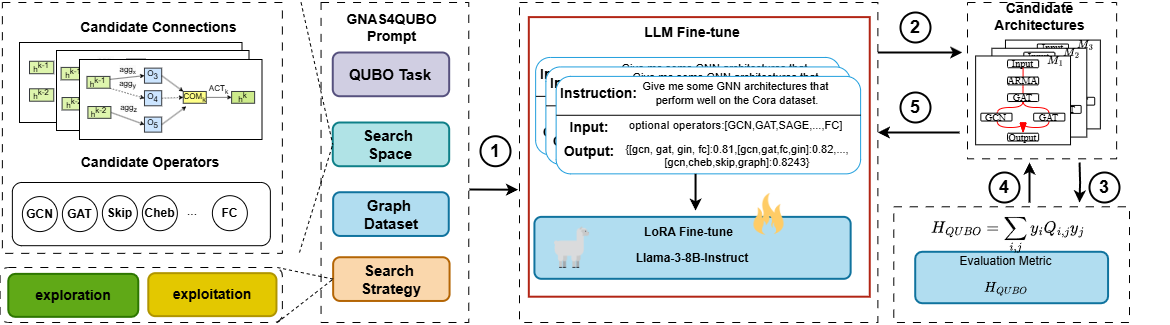 Candidate Connections
h^{k-1}
h^{k-2}
h^{k-1}
h^{k-2}
h^{k-1}
h^{k-2}
agg_x
agg_y
agg_z
O_3
O_4
O_5
COM_k
ACT_k
h^k
Candidate Operators
GCN
GAT
Skip
Cheb
...
FC
exploration
exploitation
GNAS4QUBO
Prompt
QUBO Task
Search
Space
Graph
Dataset
Search
Strategy
1
LLM Fine-tune
Give me some GNN architectures that
Give me some GNN architectures that
Instruction:
Give me some GNN architectures that
perform well on the Cora dataset.
Input:
optional operators:[GCN,GAT,SAGE,...,FC]
Output:
{[gcn, gat, gin, fc]:0.81,[gcn,gat,fc,gin]:0.82,...,
[gcn,cheb,skip,graph]:0.8243}
LoRA Fine-tune
Llama-3-8B-Instruct
2
5
Candidate
Architectures
Input
M_3
M_2
M_1
Input
ARMA
GAT
GCN
GAT
Output
4
3
H_{QUBO} = \sum_{i,j} y_i Q_{i,j} y_j
Evaluation Metric
H_{QUBO}